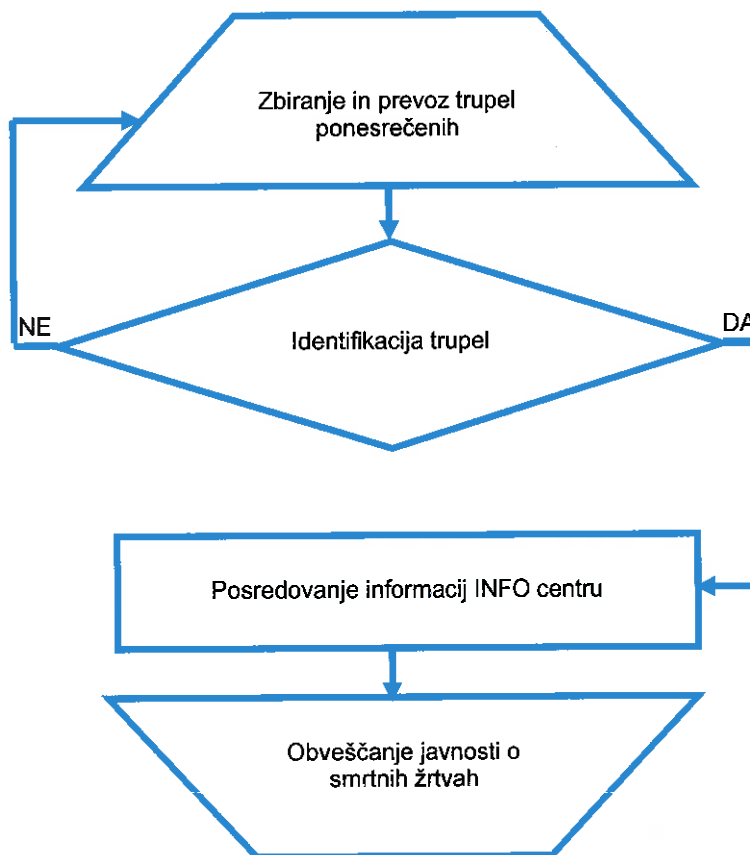 Zbiranje in prevoz trupel
ponesrečenih
NE
Identifikacija trupel
DA
Posredovanje informacij INFO centru
Obveščanje javnosti o
smrtnih žrtvah